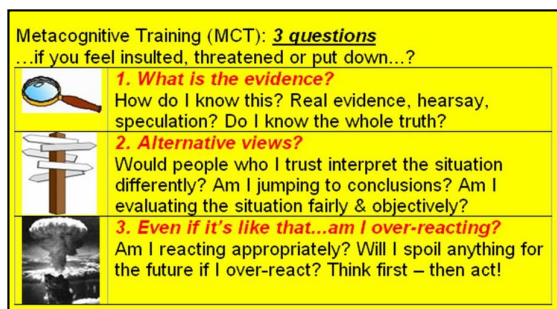 Metacognitive Training (MCT): 3 questions
…if you feel insulted, threatened or put down…?
1. What is the evidence?
How do I know this? Real evidence, hearsay,
speculation? Do I know the whole truth?
2. Alternative views?
Would people who I trust interpret the situation
differently? Am I jumping to conclusions? Am I
evaluating the situation fairly & objectively?
3. Even if it's like that…am I over-reacting?
Am I reacting appropriately? Will I spoil anything for
the future if I over-react? Think first – then act!